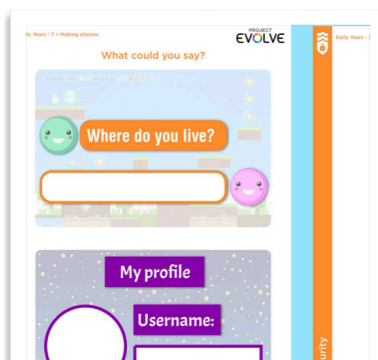 ly Years - 7 > Making choices
PROJECT
EVOLVE
What could you say?
Where do you live?
My profile
Username:
Early Years - 7
urity